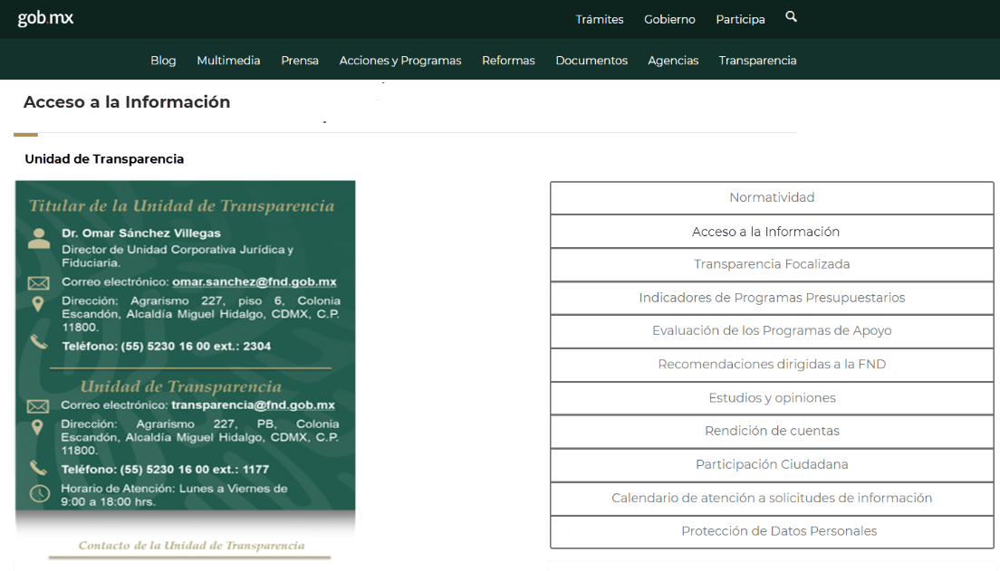 gob.mx
Trámites Gobierno Participa
Blog Multimedia Prensa Acciones y Programas Reformas Documentos Agencias Transparencia
Acceso a la Información
Unidad de Transparencia
Titular de la Unidad de Transparencia
Dr. Omar Sánchez Villegas
Director de Unidad Corporativa Jurídica y
Fiduciaria.
Correo electrónico: omar.sanchez@fnd.gob.mx
Dirección: Agrarismo 227, piso 6, Colonia
Escandón, Alcaldía Miguel Hidalgo, CDMX, C.P.
11800.
Teléfono: (55) 5230 16 00 ext.: 2304
Unidad de Transparencia
Correo electrónico: transparencia@fnd.gob.mx
Dirección: Agrarismo 227, PB, Colonia
Escandón, Alcaldía Miguel Hidalgo, CDMX, C.P.
11800.
Teléfono: (55) 5230 16 00 ext.: 1177
Horario de Atención: Lunes a Viernes de
9:00 a 18:00 hrs.
Contacto de la Unidad de Transparencia
Normatividad
Acceso a la Información
Transparencia Focalizada
Indicadores de Programas Presupuestarios
Evaluación de los Programas de Apoyo
Recomendaciones dirigidas a la FND
Estudios y opiniones
Rendición de cuentas
Participación Ciudadana
Calendario de atención a solicitudes de información
Protección de Datos Personales